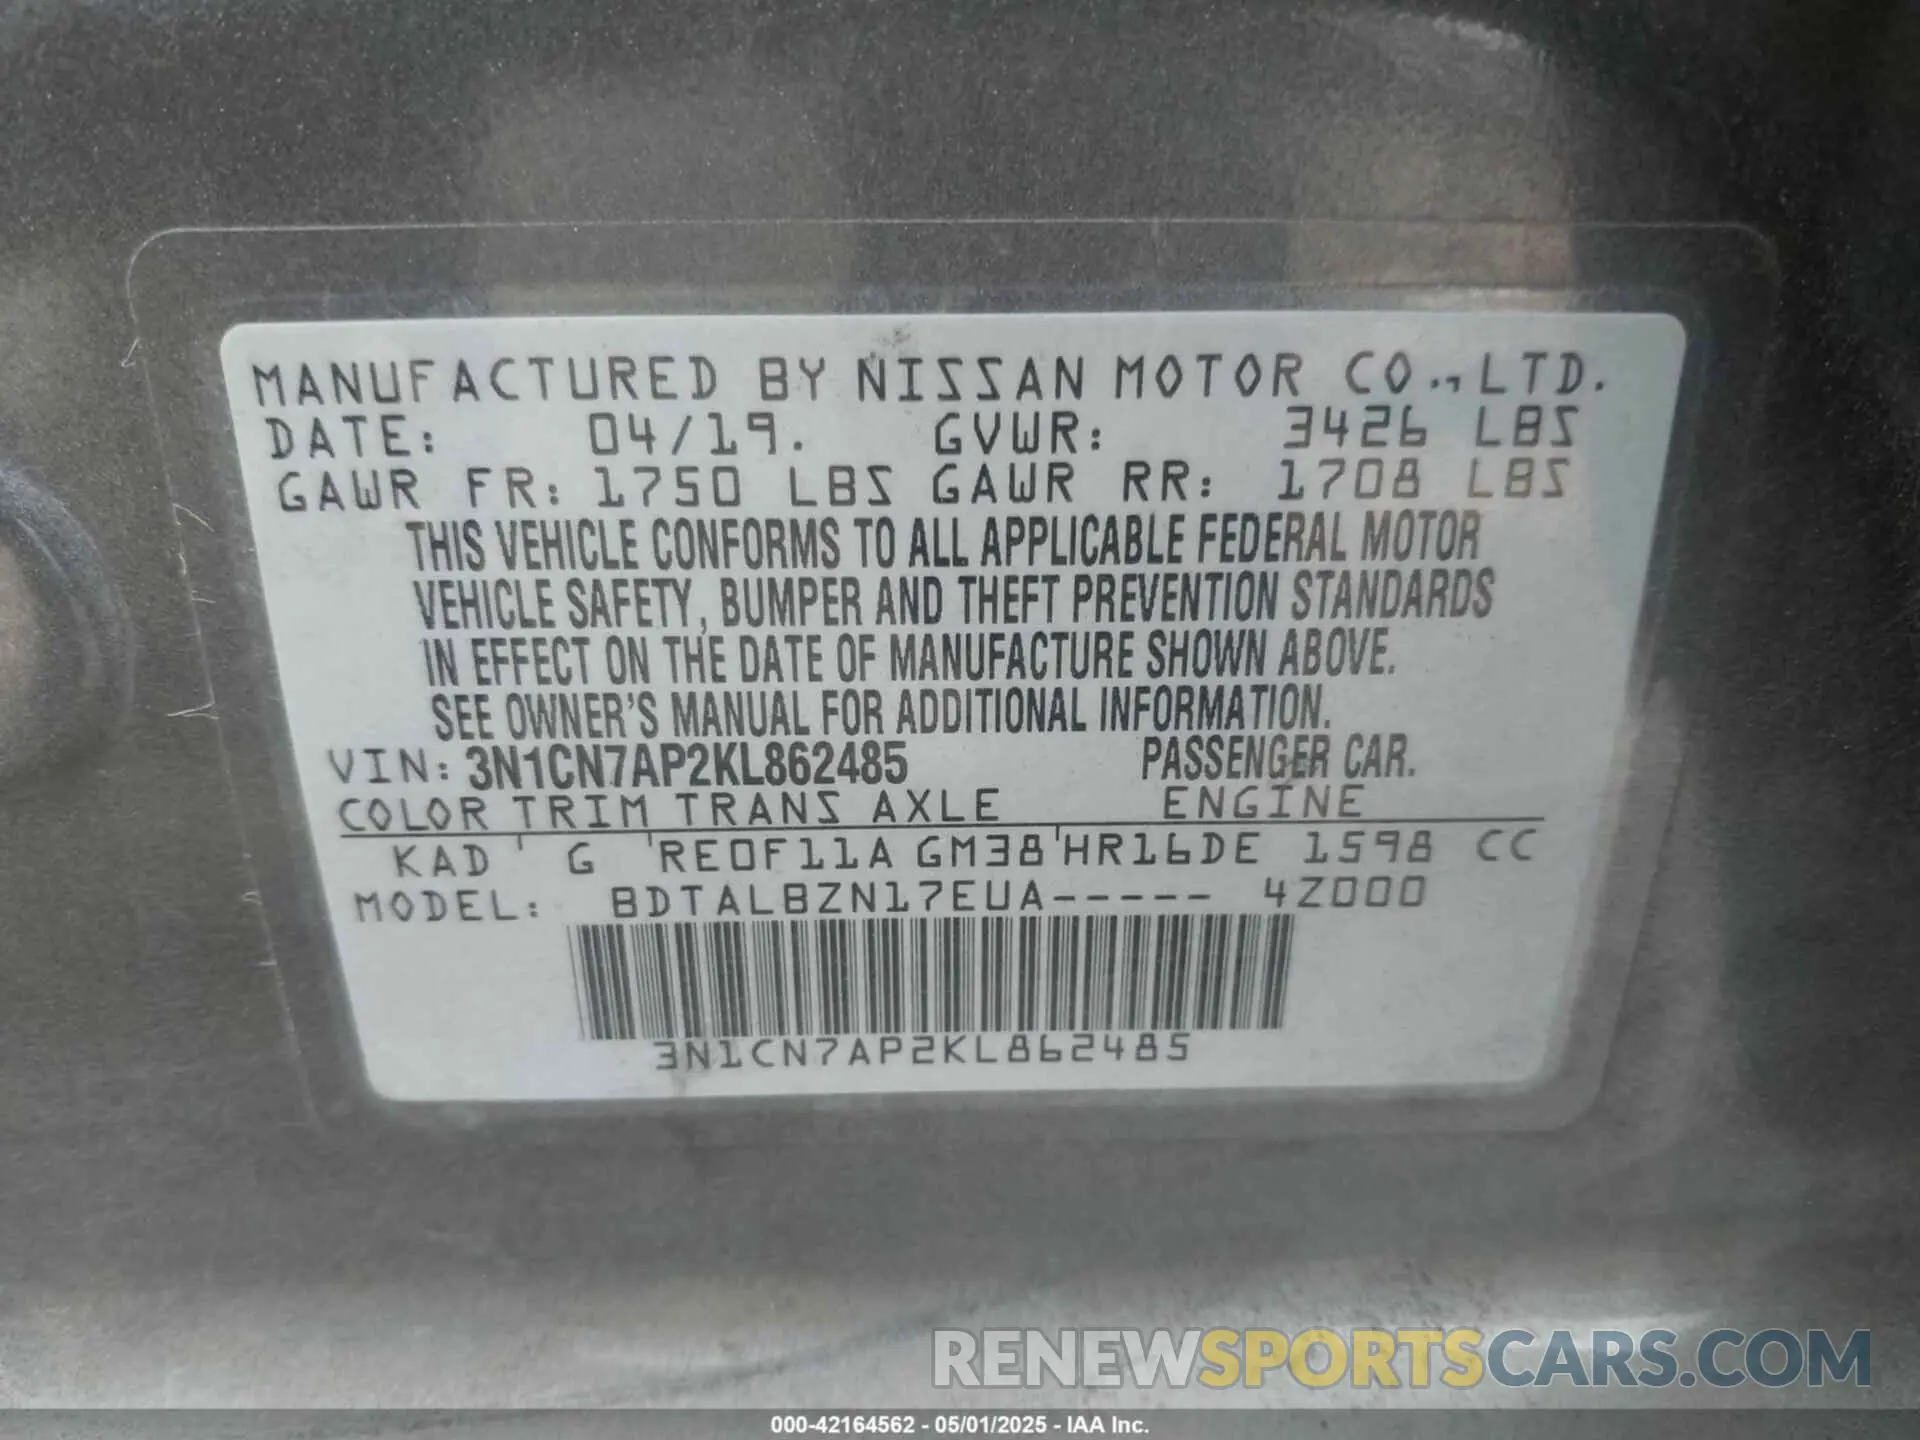 MANUFACTURED BY NISSAN MOTOR CO., LTD.
DATE: 04/19. GVWR: 3426 LBS
GAWR FR: 1750 LBS GAWR RR: 1708 LBS
THIS VEHICLE CONFORMS TO ALL APPLICABLE FEDERAL MOTOR
VEHICLE SAFETY, BUMPER AND THEFT PREVENTION STANDARDS
IN EFFECT ON THE DATE OF MANUFACTURE SHOWN ABOVE.
SEE OWNER'S MANUAL FOR ADDITIONAL INFORMATION.
VIN: 3N1CN7AP2KL862485 PASSENGER CAR.
COLOR TRIM TRANS AXLE ENGINE
KAD ' G 'RE0F11A GM38'HR16DE 1598 CC
MODEL: BDTALBZN17EUA----- 4Z000
3N1CN7AP2KL862485
RENEWSPORTSCARS.COM
000-42164562 - 05/01/2025 - IAA Inc.